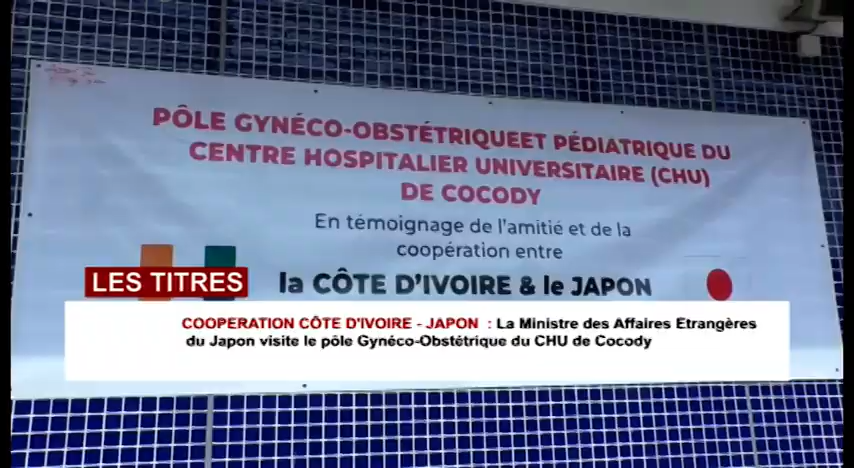 PÔLE GYNÉCO-OBSTÉTRIQUEET PÉDIATRIQUE DU
CENTRE HOSPITALIER UNIVERSITAIRE (CHU)
DE COCODY
En témoignage de l'amitié et de la
coopération entre
la CÔTE D'IVOIRE & le JAPON
LES TITRES
COOPERATION CÔTE D'IVOIRE - JAPON : La Ministre des Affaires Etrangères
du Japon visite le pôle Gynéco-Obstétrique du CHU de Cocody